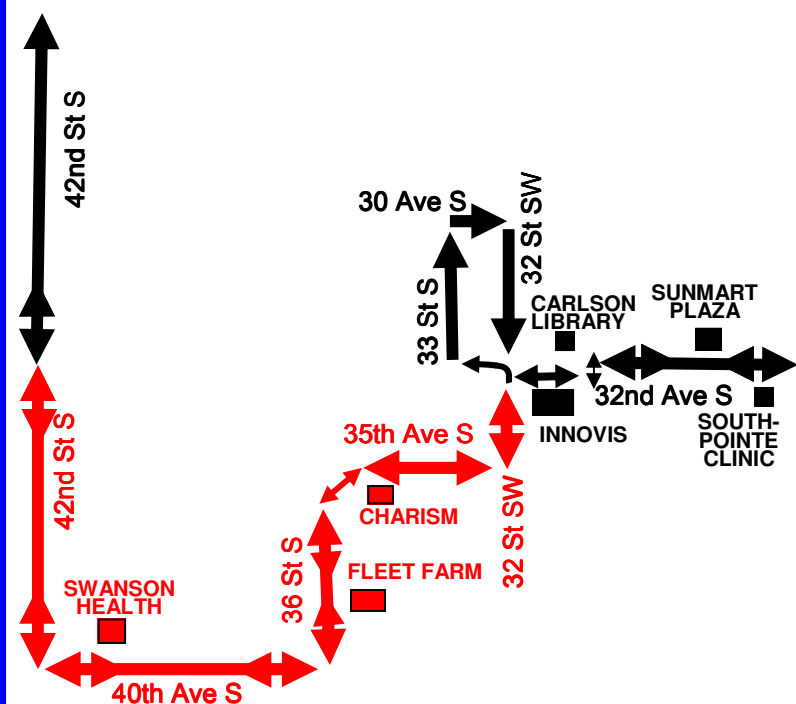 42nd St S
30 Ave S
32 St SW
33 St S
CARLSON
LIBRARY
SUNMART
PLAZA
32nd Ave S
INNOVIS
SOUTH-
POINTE
CLINIC
35th Ave S
42nd St S
CHARISM
32 St SW
36 St S
FLEET FARM
SWANSON
HEALTH
40th Ave S